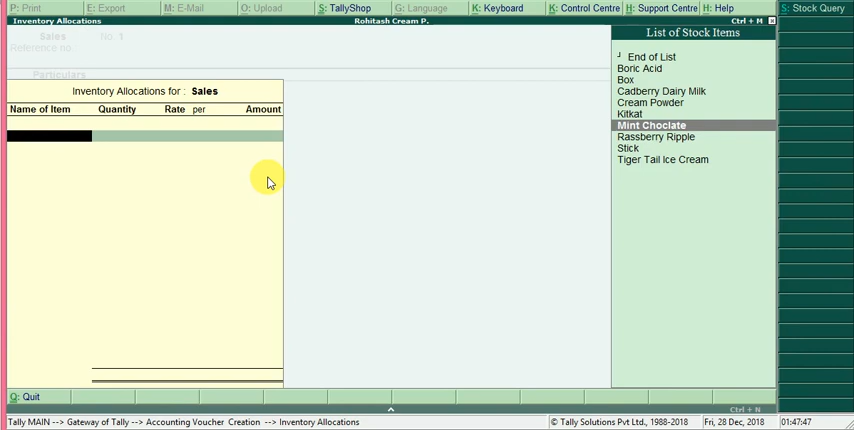 P: Print E: Export M: E-Mail O: Upload S: TallyShop G: Language K: Keyboard K: Control Centre H: Support Centre H: Help S: Stock Query
Inventory Allocations Rohitash Cream P. Ctrl + M
Sales No. 1
Reference no.
Particulars
Inventory Allocations for : Sales
Name of Item Quantity Rate per Amount
List of Stock Items
End of List
Boric Acid
Box
Cadberry Dairy Milk
Cream Powder
Kitkat
Mint Choclate
Rassberry Ripple
Stick
Tiger Tail Ice Cream
Q: Quit
Ctrl + N
Tally MAIN --> Gateway of Tally --> Accounting Voucher Creation --> Inventory Allocations © Tally Solutions Pvt Ltd., 1988-2018 Fri, 28 Dec, 2018 01:47:47